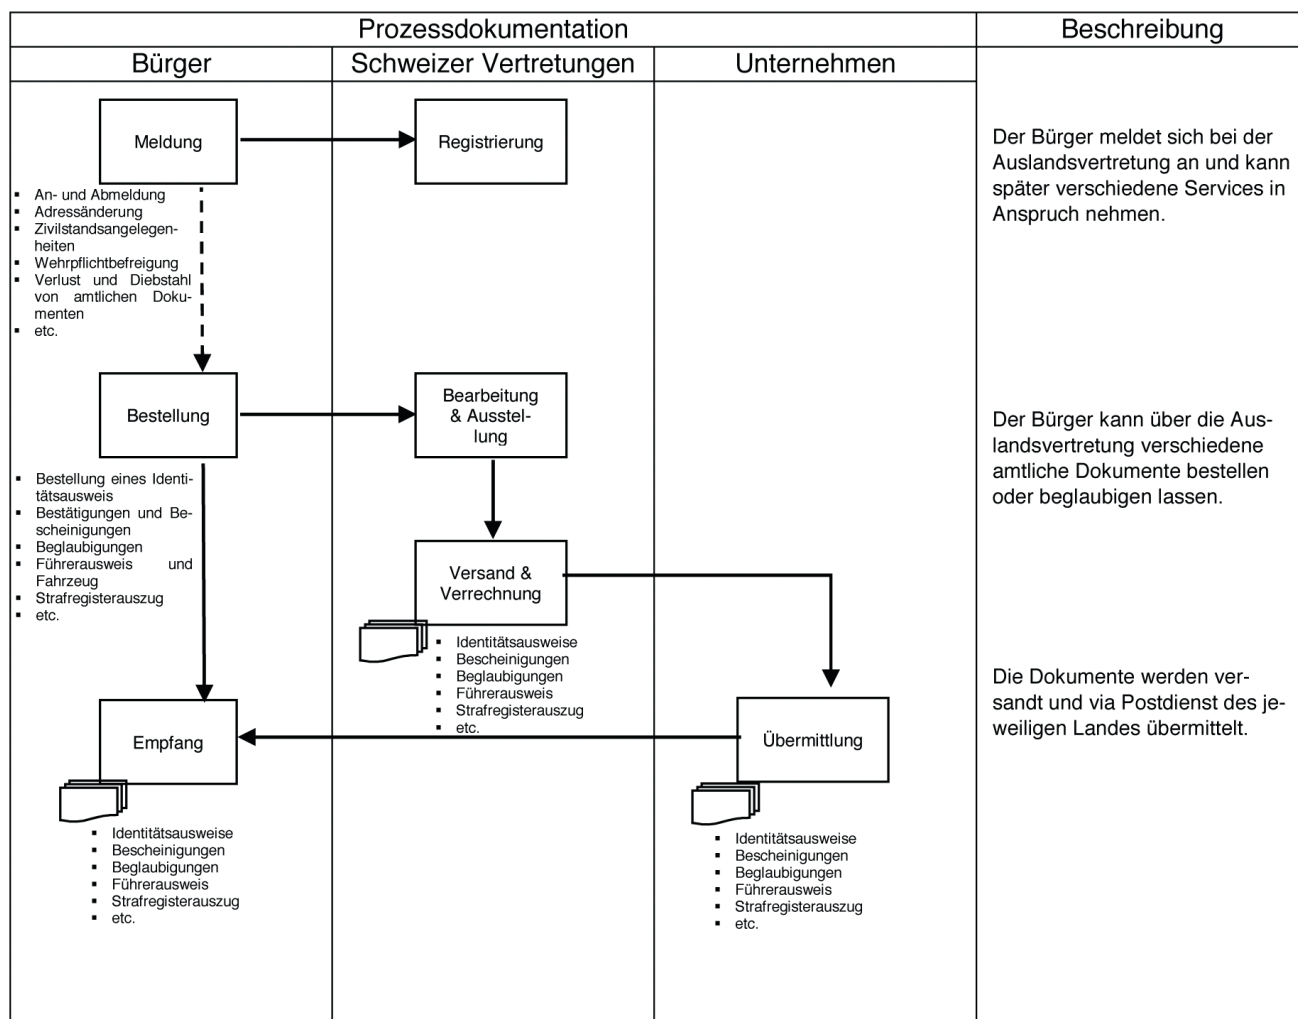 Prozessdokumentation
Beschreibung
Bürger
Schweizer Vertretungen
Unternehmen
Meldung
Registrierung
Der Bürger meldet sich bei der
Auslandsvertretung an und kann
später verschiedene Services in
Anspruch nehmen.
▪ An- und Abmeldung
▪ Adressänderung
▪ Zivilstandsangelegen-
heiten
▪ Wehrpflichtbefreigung
▪ Verlust und Diebstahl
von amtlichen Doku-
menten
▪ etc.
Bestellung
Bearbeitung
& Ausstel-
lung
Der Bürger kann über die Aus-
landsvertretung verschiedene
amtliche Dokumente bestellen
oder beglaubigen lassen.
▪ Bestellung eines Identi-
tätsausweis
▪ Bestätigungen und Be-
scheinigungen
▪ Beglaubigungen
▪ Führerausweis und
Fahrzeug
▪ Strafregisterauszug
▪ etc.
Versand &
Verrechnung
▪ Identitätsausweise
▪ Bescheinigungen
▪ Beglaubigungen
▪ Führerausweis
▪ Strafregisterauszug
▪ etc.
Die Dokumente werden ver-
sandt und via Postdienst des je-
weiligen Landes übermittelt.
Empfang
Übermittlung
▪ Identitätsausweise
▪ Bescheinigungen
▪ Beglaubigungen
▪ Führerausweis
▪ Strafregisterauszug
▪ etc.
▪ Identitätsausweise
▪ Bescheinigungen
▪ Beglaubigungen
▪ Führerausweis
▪ Strafregisterauszug
▪ etc.